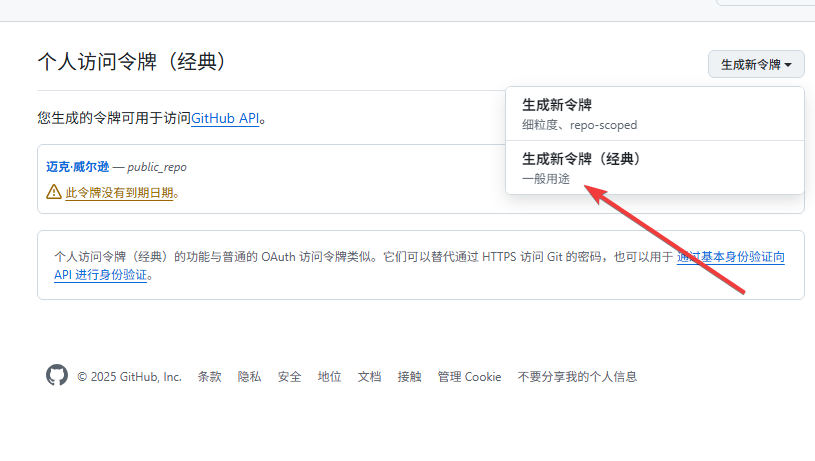 个人访问令牌（经典）
生成新令牌
生成新令牌
细粒度、repo-scoped
生成新令牌（经典）
一般用途
您生成的令牌可用于访问GitHub API。
迈克·威尔逊 — public_repo
此令牌没有到期日期。
个人访问令牌（经典）的功能与普通的 OAuth 访问令牌类似。它们可以替代通过 HTTPS 访问 Git 的密码，也可以用于 通过基本身份验证向
API 进行身份验证。
© 2025 GitHub, Inc. 条款 隐私 安全 地位 文档 接触 管理 Cookie 不要分享我的个人信息